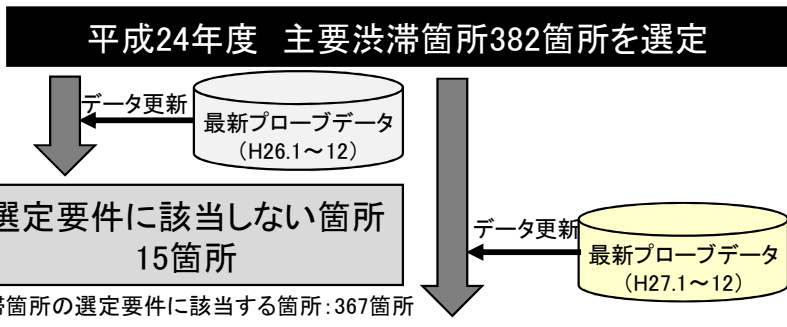 平成24年度 主要渋滞箇所382箇所を選定
データ更新
最新プローブデータ
(H26.1～12)
選定要件に該当しない箇所
15箇所
データ更新
最新プローブデータ
(H27.1～12)
滞箇所の選定要件に該当する箇所:367箇所